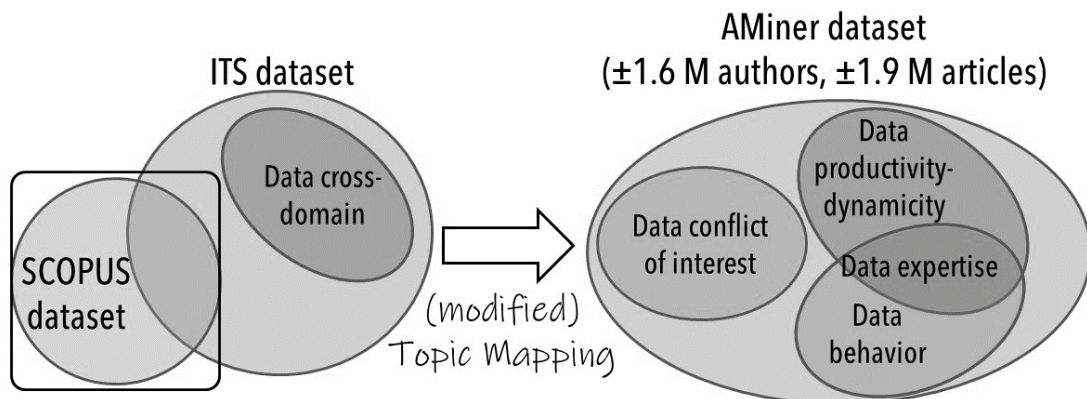 ITS dataset
Data cross-
domain
SCOPUS
dataset
(modified)
Topic Mapping
AMiner dataset
(±1.6 M authors, ±1.9 M articles)
Data conflict
of interest
Data
productivity-
dynamicity
Data expertise
Data
behavior